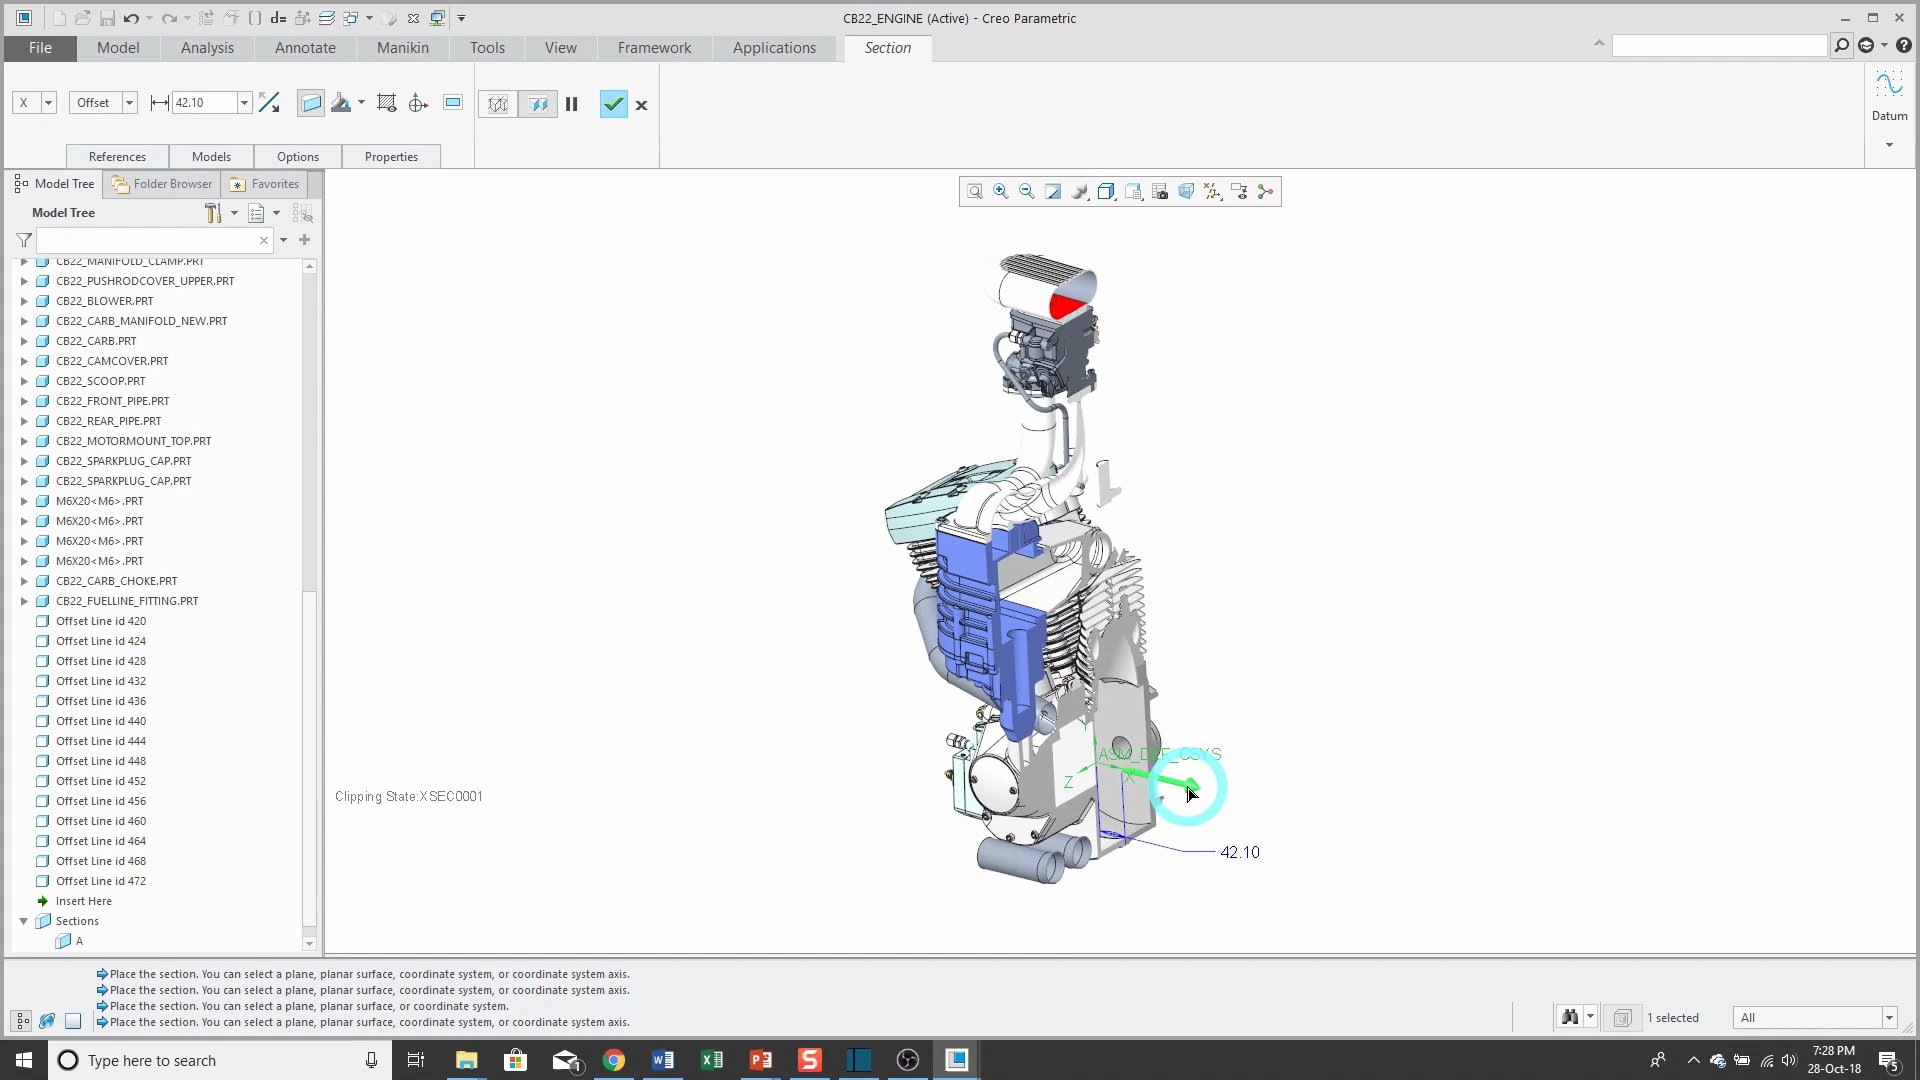 CB22_ENGINE (Active) - Creo Parametric
File Model Analysis Annotate Manikin Tools View Framework Applications Section
X Offset 42.10
Datum
References Models Options Properties
Model Tree Folder Browser Favorites
Model Tree
CB22_MANIFOLD_CLAMP.PRT
CB22_PUSHRODCOVER_UPPER.PRT
CB22_BLOWER.PRT
CB22_CARB_MANIFOLD_NEW.PRT
CB22_CARB.PRT
CB22_CAMCOVER.PRT
CB22_SCOOP.PRT
CB22_FRONT_PIPE.PRT
CB22_REAR_PIPE.PRT
CB22_MOTORMOUNT_TOP.PRT
CB22_SPARKPLUG_CAP.PRT
CB22_SPARKPLUG_CAP.PRT
M6X20<M6>.PRT
M6X20<M6>.PRT
M6X20<M6>.PRT
M6X20<M6>.PRT
CB22_CARB_CHOKE.PRT
CB22_FUELLINE_FITTING.PRT
Offset Line id 420
Offset Line id 424
Offset Line id 428
Offset Line id 432
Offset Line id 436
Offset Line id 440
Offset Line id 444
Offset Line id 448
Offset Line id 452
Offset Line id 456
Offset Line id 460
Offset Line id 464
Offset Line id 468
Offset Line id 472
Insert Here
Sections
A
Clipping State:XSEC0001
Y
ASM_DEF_CSYS
Z X
42.10
Place the section. You can select a plane, planar surface, coordinate system, or coordinate system axis.
Place the section. You can select a plane, planar surface, coordinate system, or coordinate system axis.
Place the section. You can select a plane, planar surface, or coordinate system.
Place the section. You can select a plane, planar surface, coordinate system, or coordinate system axis.
1 selected All
Type here to search
7:28 PM
28-Oct-18